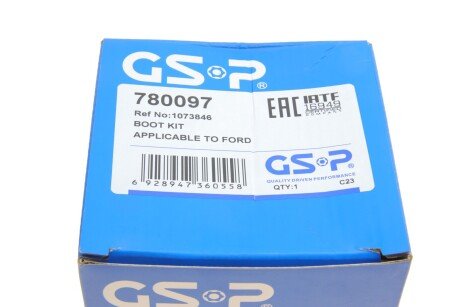 GSP®
780097
Ref No:1073846
BOOT KIT
APPLICABLE TO FORD
EAC IATF
16949
6 928947 360558
GSP®
QUALITY DRIVEN PERFORMANCE
QTY:1 C23